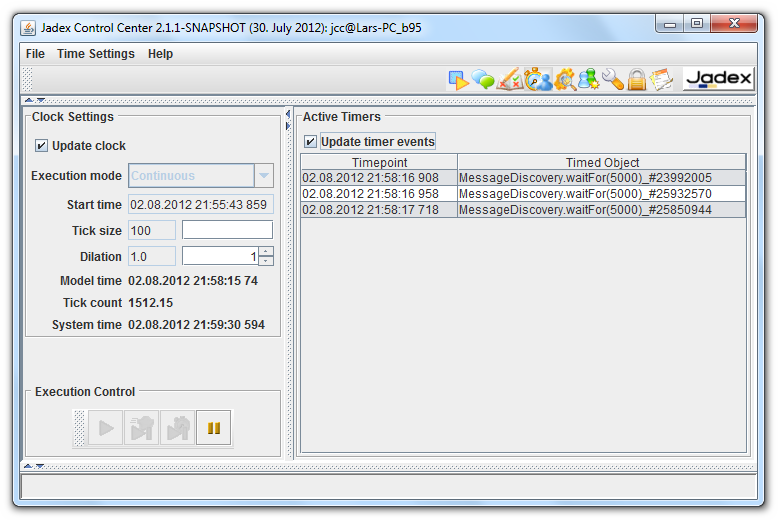 Jadex Control Center 2.1.1-SNAPSHOT (30. July 2012): jcc@Lars-PC_b95
File Time Settings Help
Jadex
Clock Settings
Update clock
Execution mode Continuous
Start time 02.08.2012 21:55:43 859
Tick size 100
Dilation 1.0 1
Model time 02.08.2012 21:58:15 74
Tick count 1512.15
System time 02.08.2012 21:59:30 594
Execution Control
Active Timers
Update timer events
Timepoint Timed Object
02.08.2012 21:58:16 908 MessageDiscovery.waitFor(5000)_#23992005
02.08.2012 21:58:16 958 MessageDiscovery.waitFor(5000)_#25932570
02.08.2012 21:58:17 718 MessageDiscovery.waitFor(5000)_#25850944